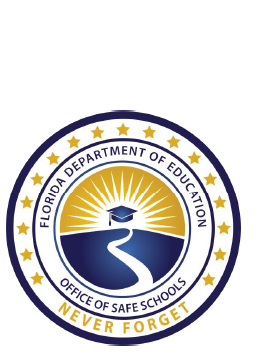 FLORIDA DEPARTMENT OF EDUCATION
OFFICE OF SAFE SCHOOLS
NEVER FORGET